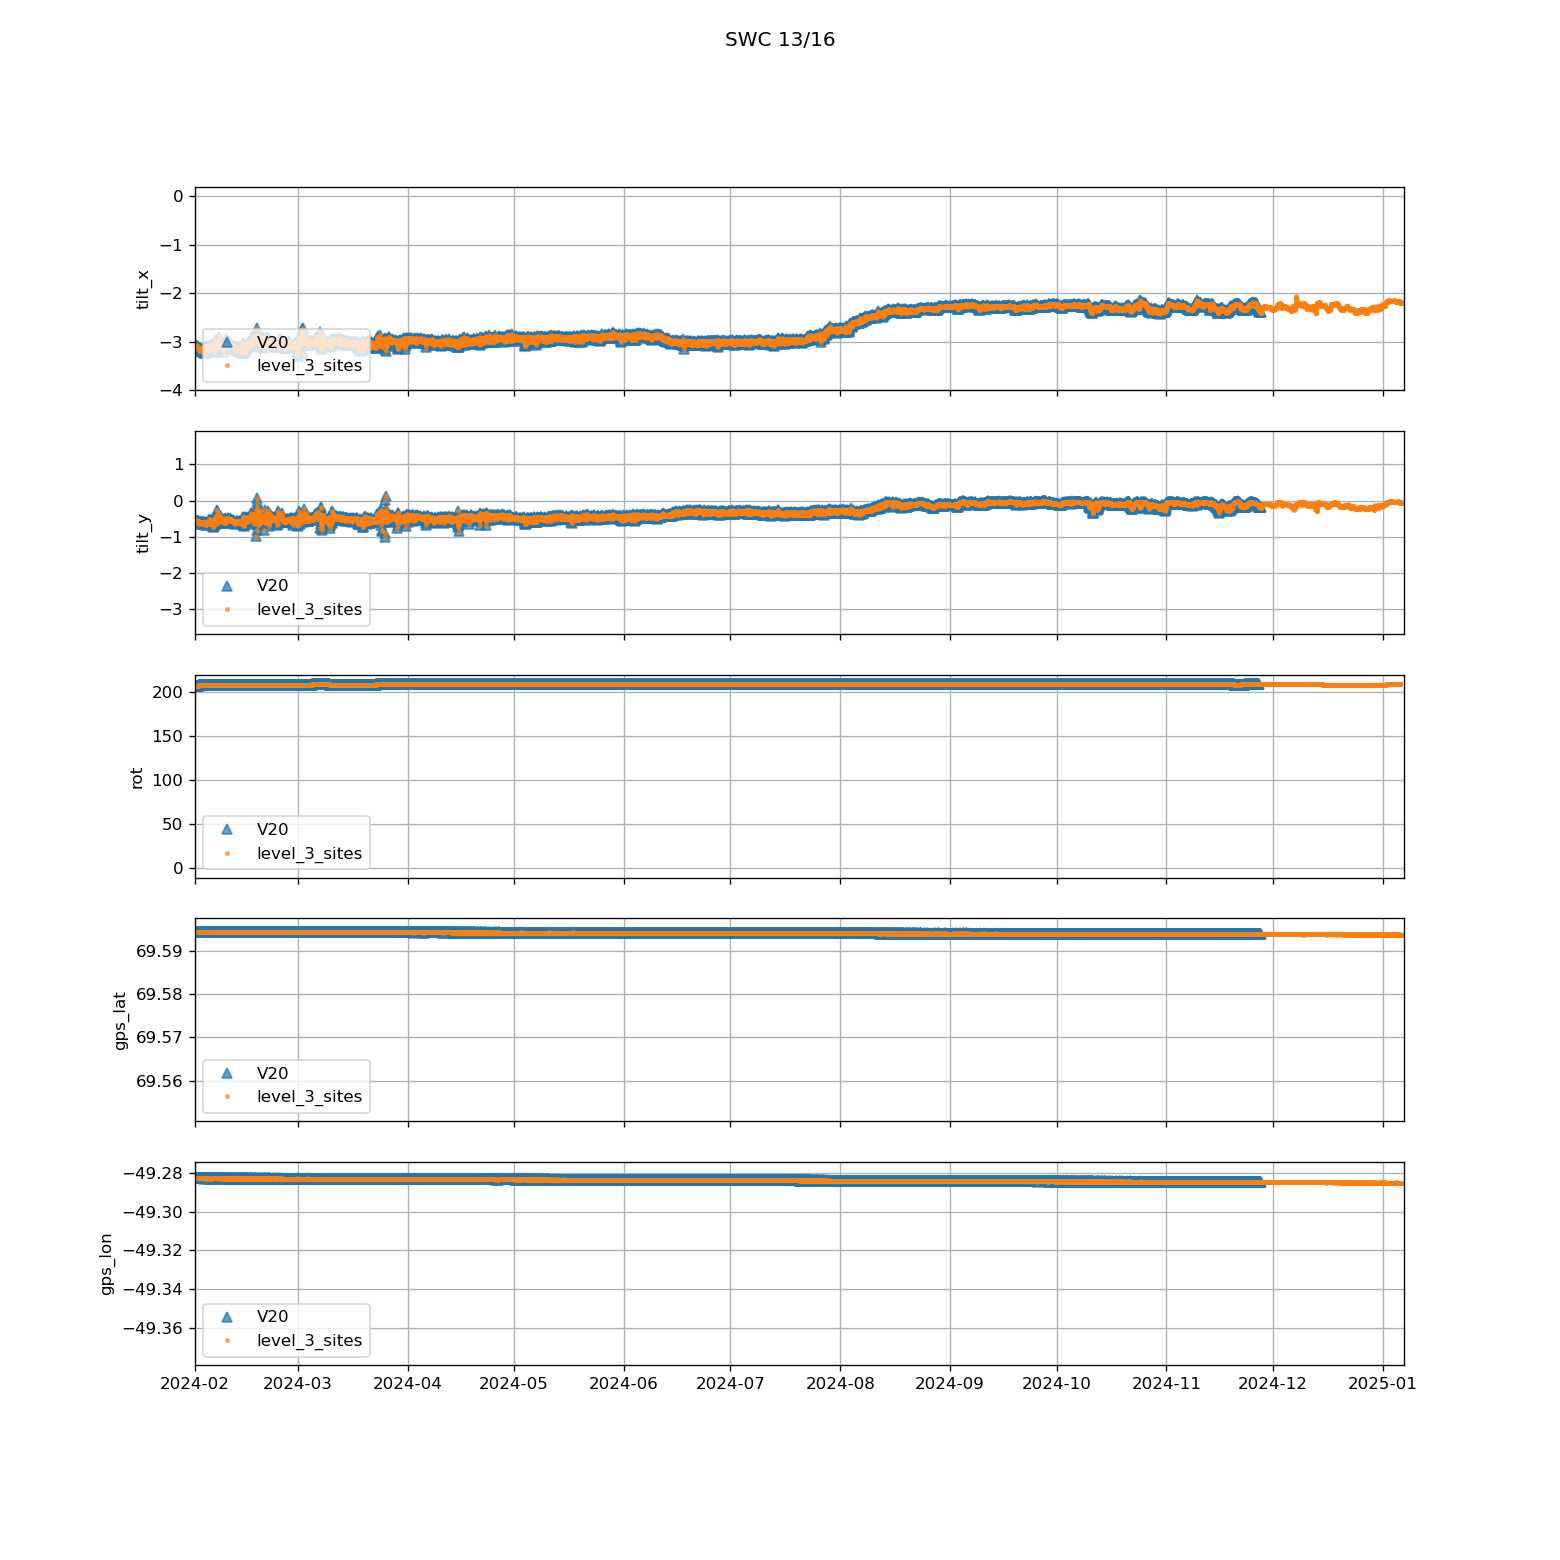 SWC 13/16
0
−1
−2
−3
−4
tilt_x
V20
level_3_sites
1
0
−1
−2
−3
tilt_y
V20
level_3_sites
200
150
100
50
0
rot
V20
level_3_sites
69.59
69.58
69.57
69.56
gps_lat
V20
level_3_sites
−49.28
−49.30
−49.32
−49.34
−49.36
gps_lon
V20
level_3_sites
2024-02 2024-03 2024-04 2024-05 2024-06 2024-07 2024-08 2024-09 2024-10 2024-11 2024-12 2025-01